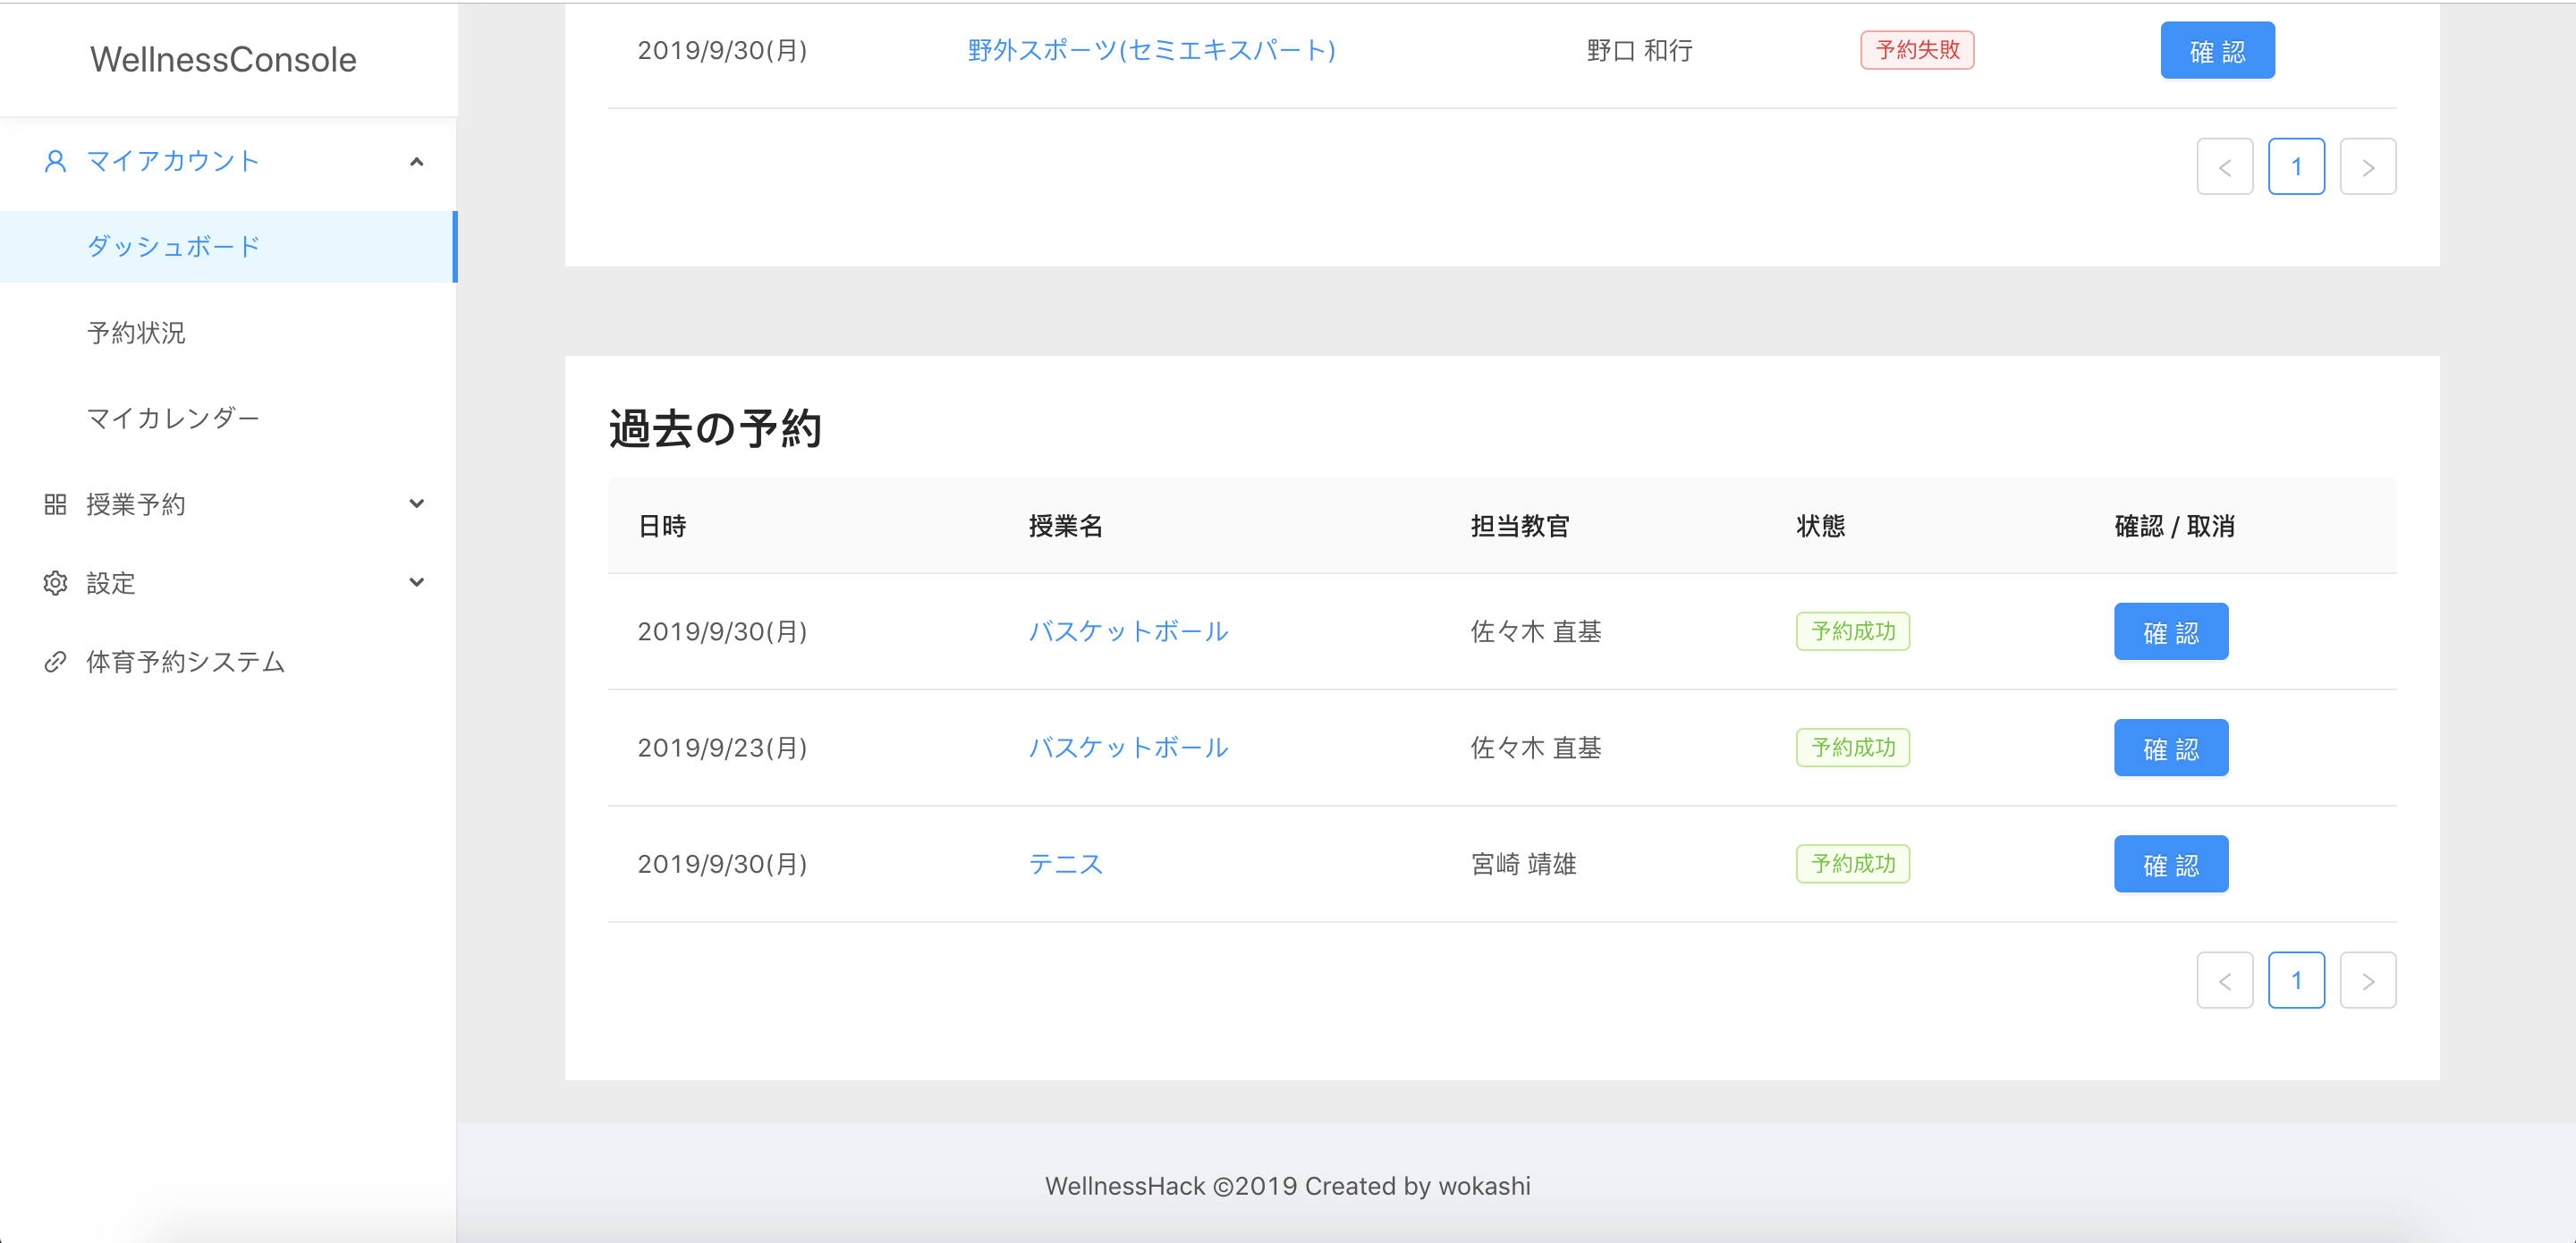 WellnessConsole
マイアカウント
ダッシュボード
予約状況
マイカレンダー
授業予約
設定
体育予約システム
2019/9/30(月) 野外スポーツ(セミエキスパート) 野口 和行 予約失敗 確 認
< 1 >
過去の予約
日時 授業名 担当教官 状態 確認 / 取消
2019/9/30(月) バスケットボール 佐々木 直基 予約成功 確 認
2019/9/23(月) バスケットボール 佐々木 直基 予約成功 確 認
2019/9/30(月) テニス 宮崎 靖雄 予約成功 確 認
< 1 >
WellnessHack ©2019 Created by wokashi